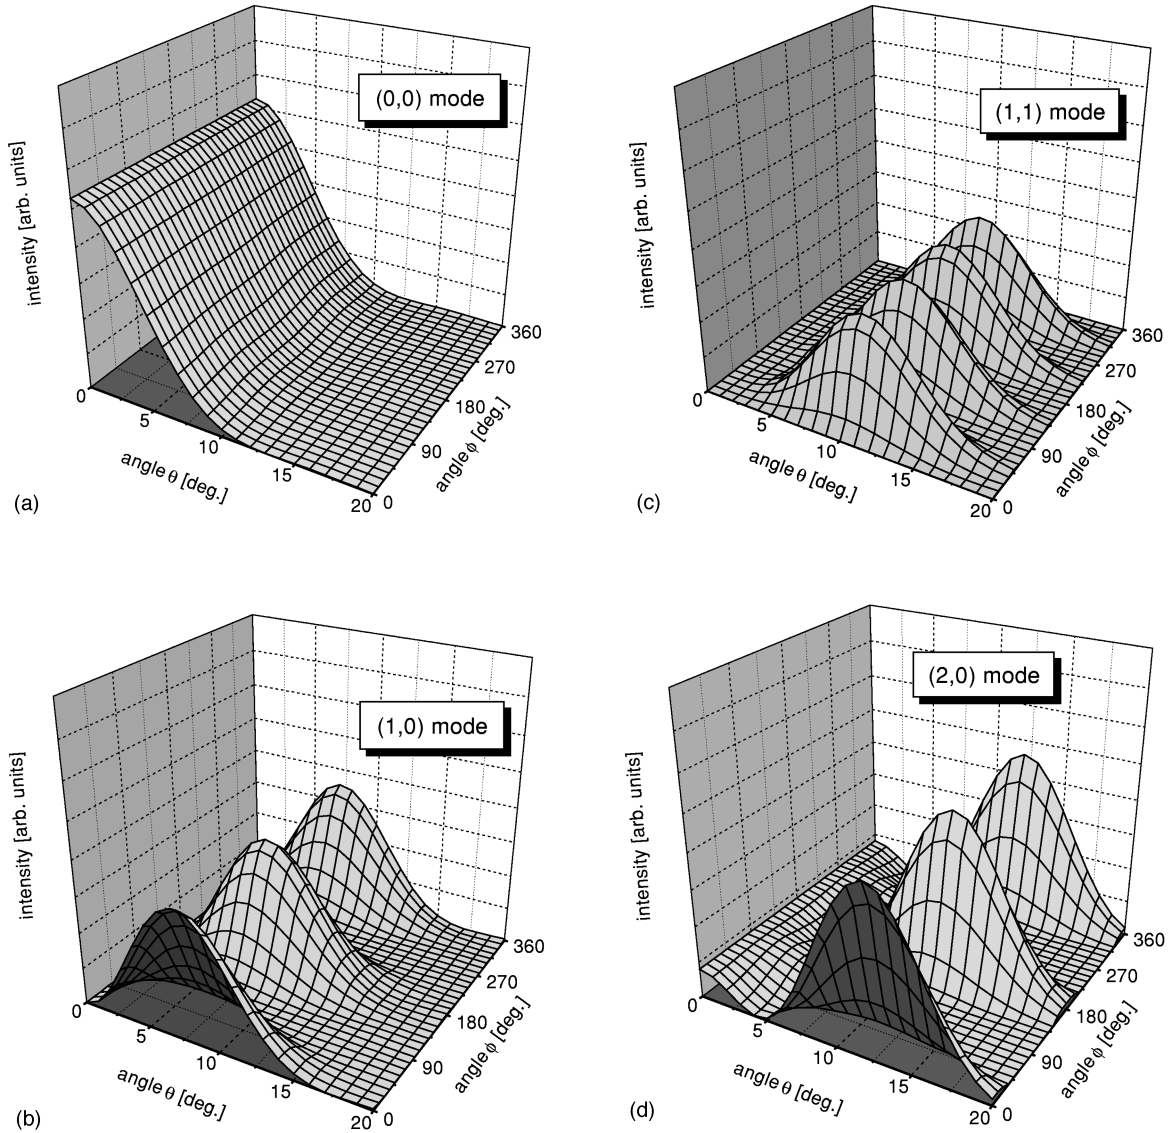 (0,0) mode
intensity [arb. units]
0
5
10
15
20
angle θ [deg.]
0
90
180
270
360
angle ϕ [deg.]
(a)
(1,1) mode
intensity [arb. units]
0
5
10
15
20
angle θ [deg.]
0
90
180
270
360
angle ϕ [deg.]
(c)
(1,0) mode
intensity [arb. units]
0
5
10
15
20
angle θ [deg.]
0
90
180
270
360
angle ϕ [deg.]
(b)
(2,0) mode
intensity [arb. units]
0
5
10
15
20
angle θ [deg.]
0
90
180
270
360
angle ϕ [deg.]
(d)